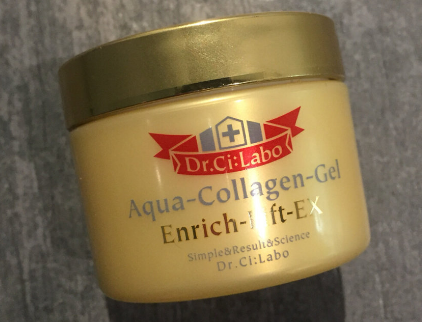 Dr.Ci:Labo
Aqua-Collagen-Gel
Enrich-Lift-EX
Simple&Result&Science
Dr.Ci:Labo